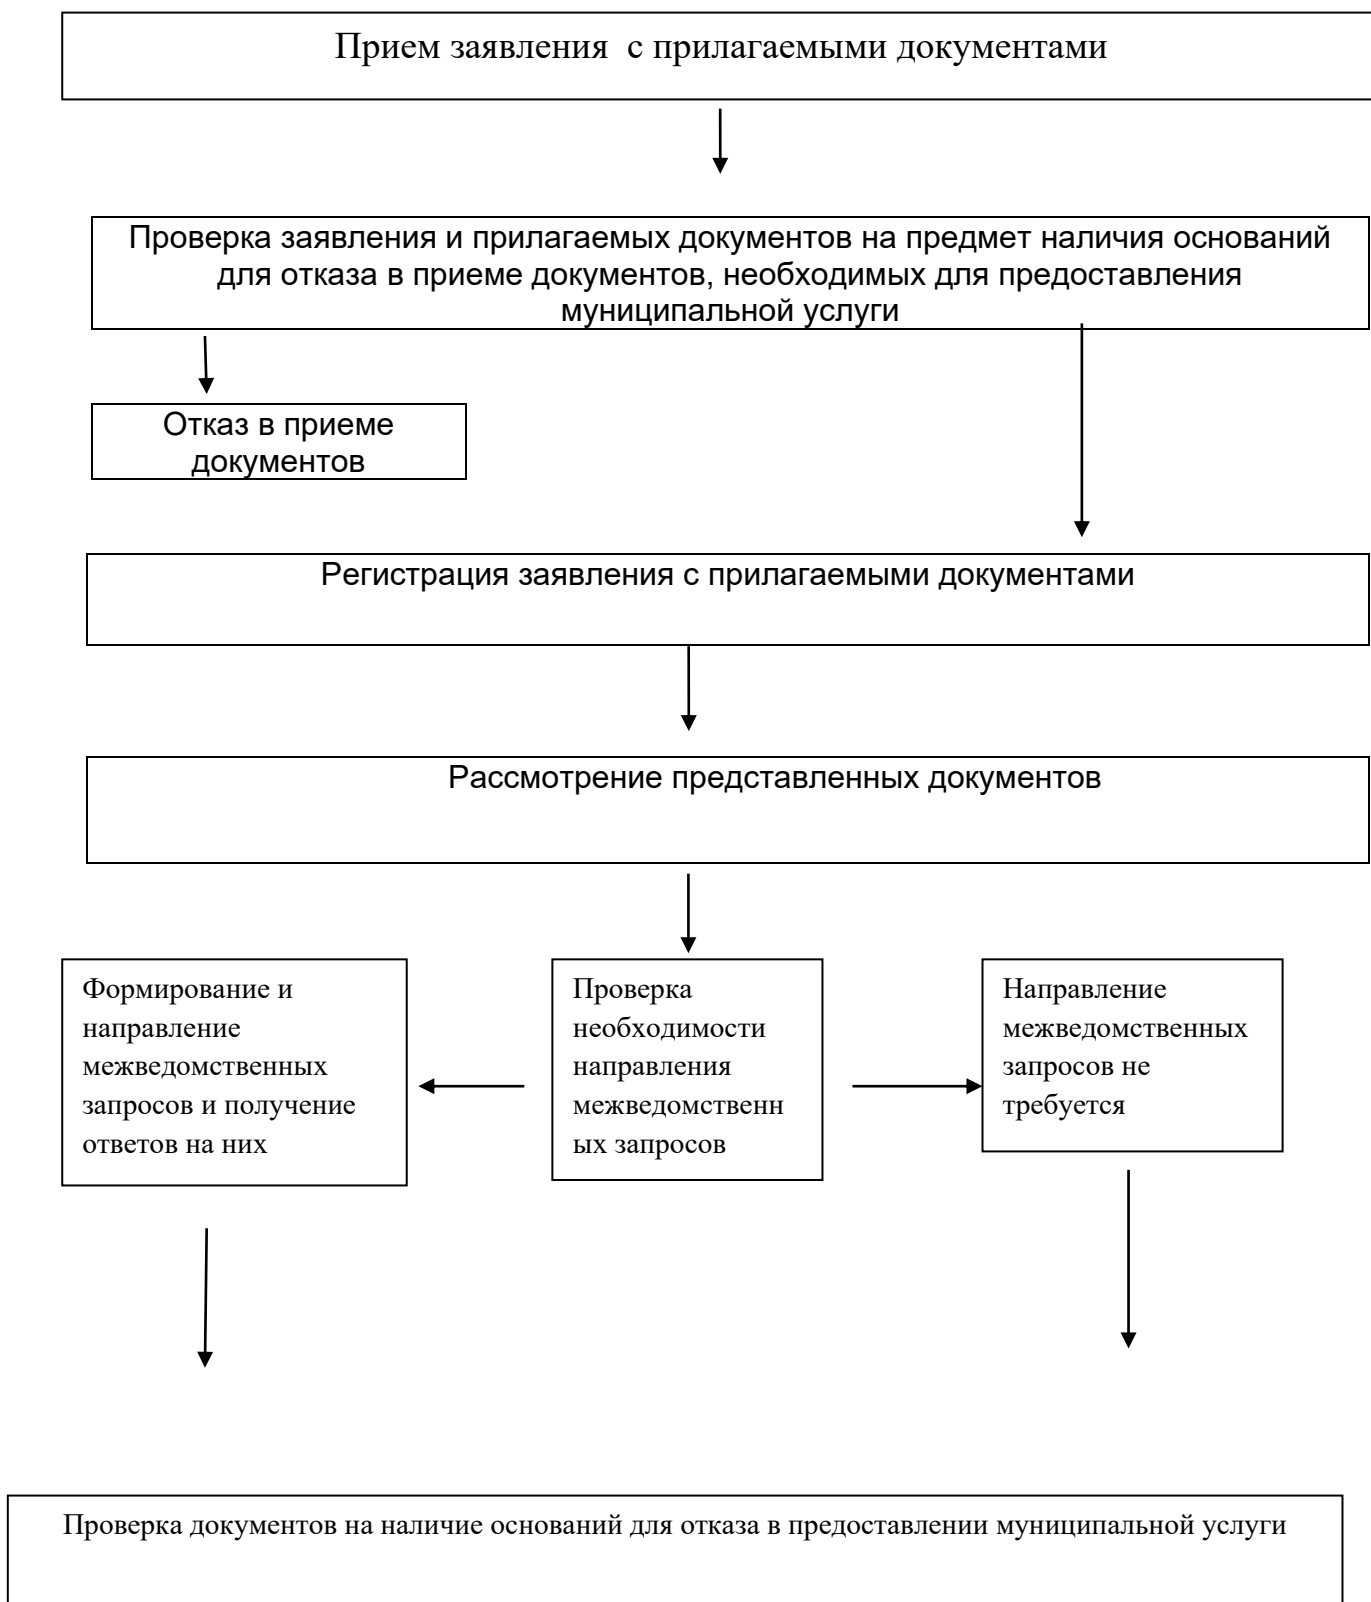 Прием заявления  с прилагаемыми документами
Проверка заявления и прилагаемых документов на предмет наличия оснований
для отказа в приеме документов, необходимых для предоставления
муниципальной услуги
Отказ в приеме
документов
Регистрация заявления с прилагаемыми документами
Рассмотрение представленных документов
Формирование и
направление
межведомственных
запросов и получение
ответов на них
Проверка
необходимости
направления
межведомственн
ых запросов
Направление
межведомственных
запросов не
требуется
Проверка документов на наличие оснований для отказа в предоставлении муниципальной услуги